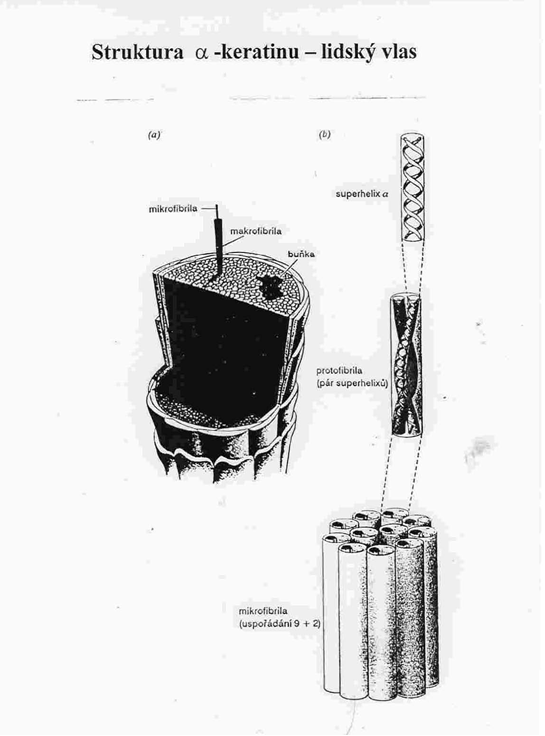 Struktura α -keratinu – lidský vlas
(a)
(b)
superhelix α
mikrofibrila
makrofibrila
buňka
protofibrila
(pár superhelixů)
mikrofibrila
(uspořádání 9 + 2)